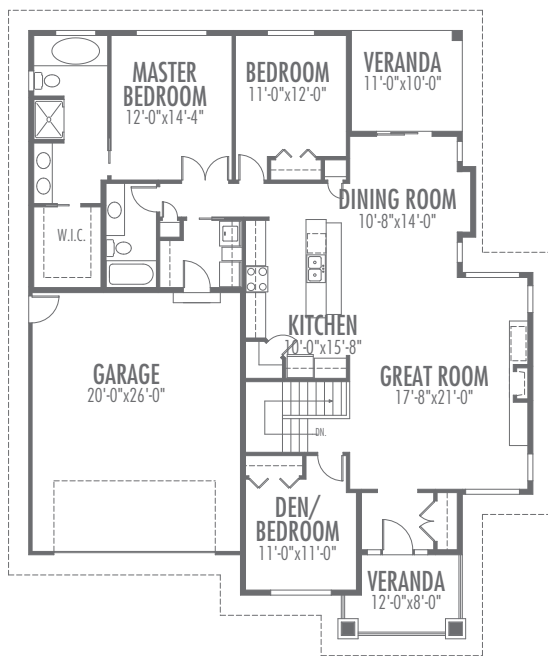 MASTER
BEDROOM
12'-0"x14'-4"
BEDROOM
11'-0"x12'-0"
VERANDA
11'-0"x10'-0"
DINING ROOM
10'-8"x14'-0"
W.I.C.
KITCHEN
10'-0"x15'-8"
GARAGE
20'-0"x26'-0"
GREAT ROOM
17'-8"x21'-0"
DN.
DEN/
BEDROOM
11'-0"x11'-0"
VERANDA
12'-0"x8'-0"